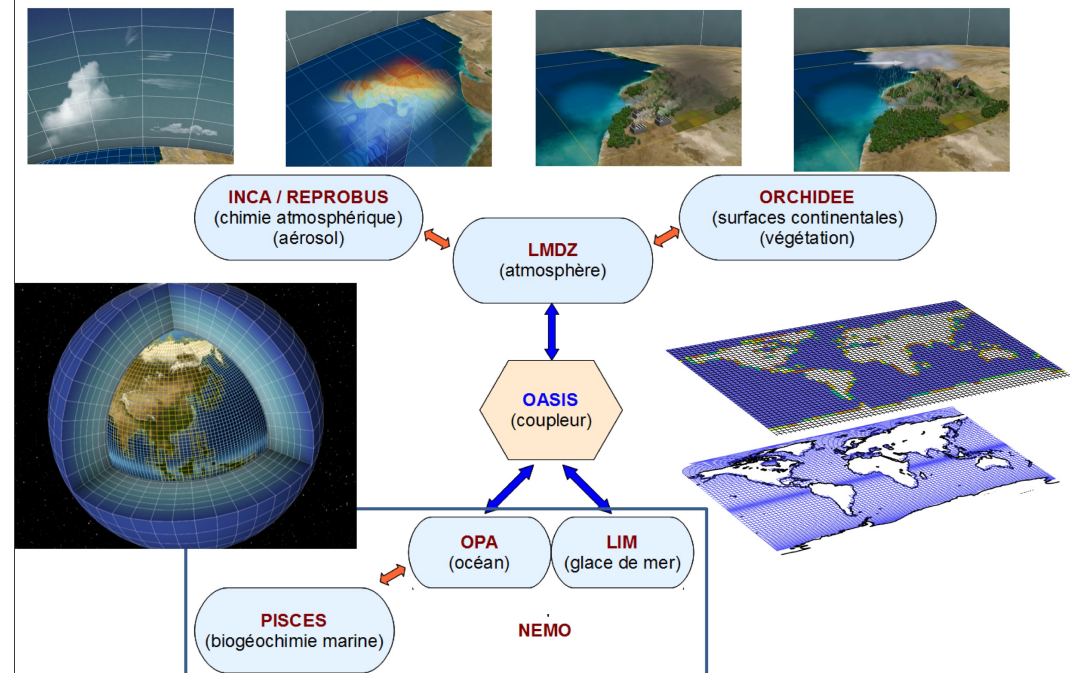 INCA / REPROBUS
(chimie atmosphérique)
(aérosol)
ORCHIDEE
(surfaces continentales)
(végétation)
LMDZ
(atmosphère)
OASIS
(coupleur)
OPA
(océan)
LIM
(glace de mer)
PISCES
(biogéochimie marine)
NEMO